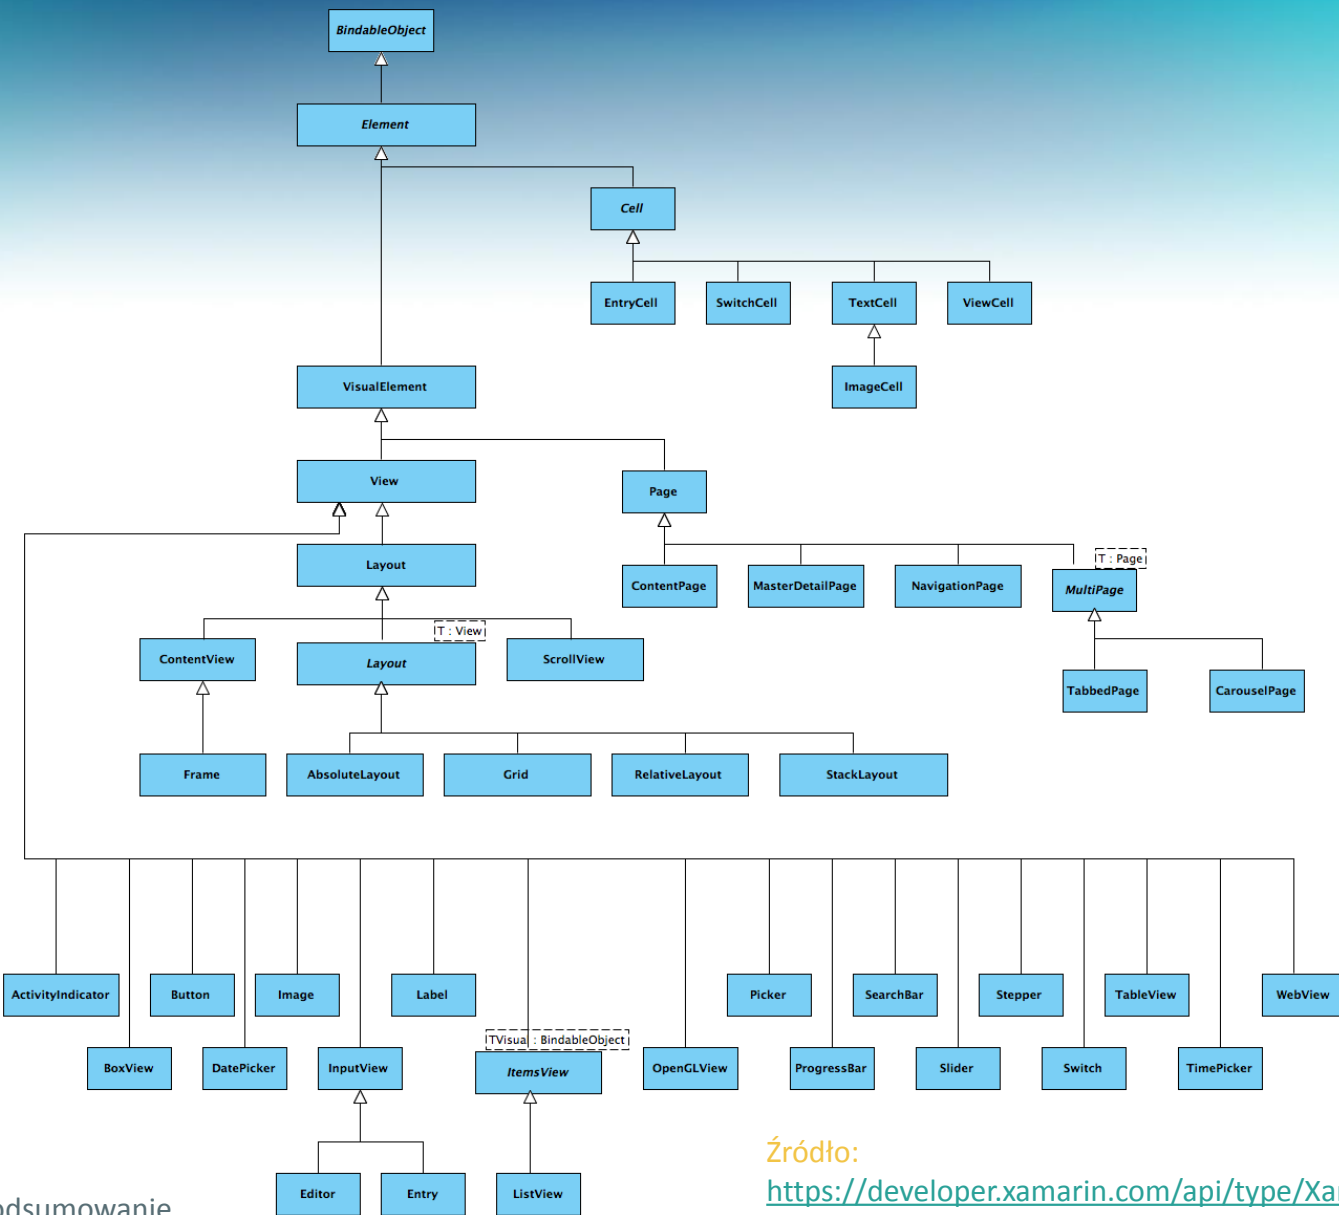 BindableObject
Element
Cell
EntryCell
SwitchCell
TextCell
ViewCell
VisualElement
ImageCell
View
Page
Layout
T : Page
ContentPage
MasterDetailPage
NavigationPage
MultiPage
T : View
ContentView
Layout
ScrollView
TabbedPage
CarouselPage
Frame
AbsoluteLayout
Grid
RelativeLayout
StackLayout
ActivityIndicator
Button
Image
Label
Picker
SearchBar
Stepper
TableView
WebView
TVisual : BindableObject
BoxView
DatePicker
InputView
ItemsView
OpenGLView
ProgressBar
Slider
Switch
TimePicker
Editor
Entry
ListView
Źródło:
https://developer.xamarin.com/api/type/Xa
odsumowanie